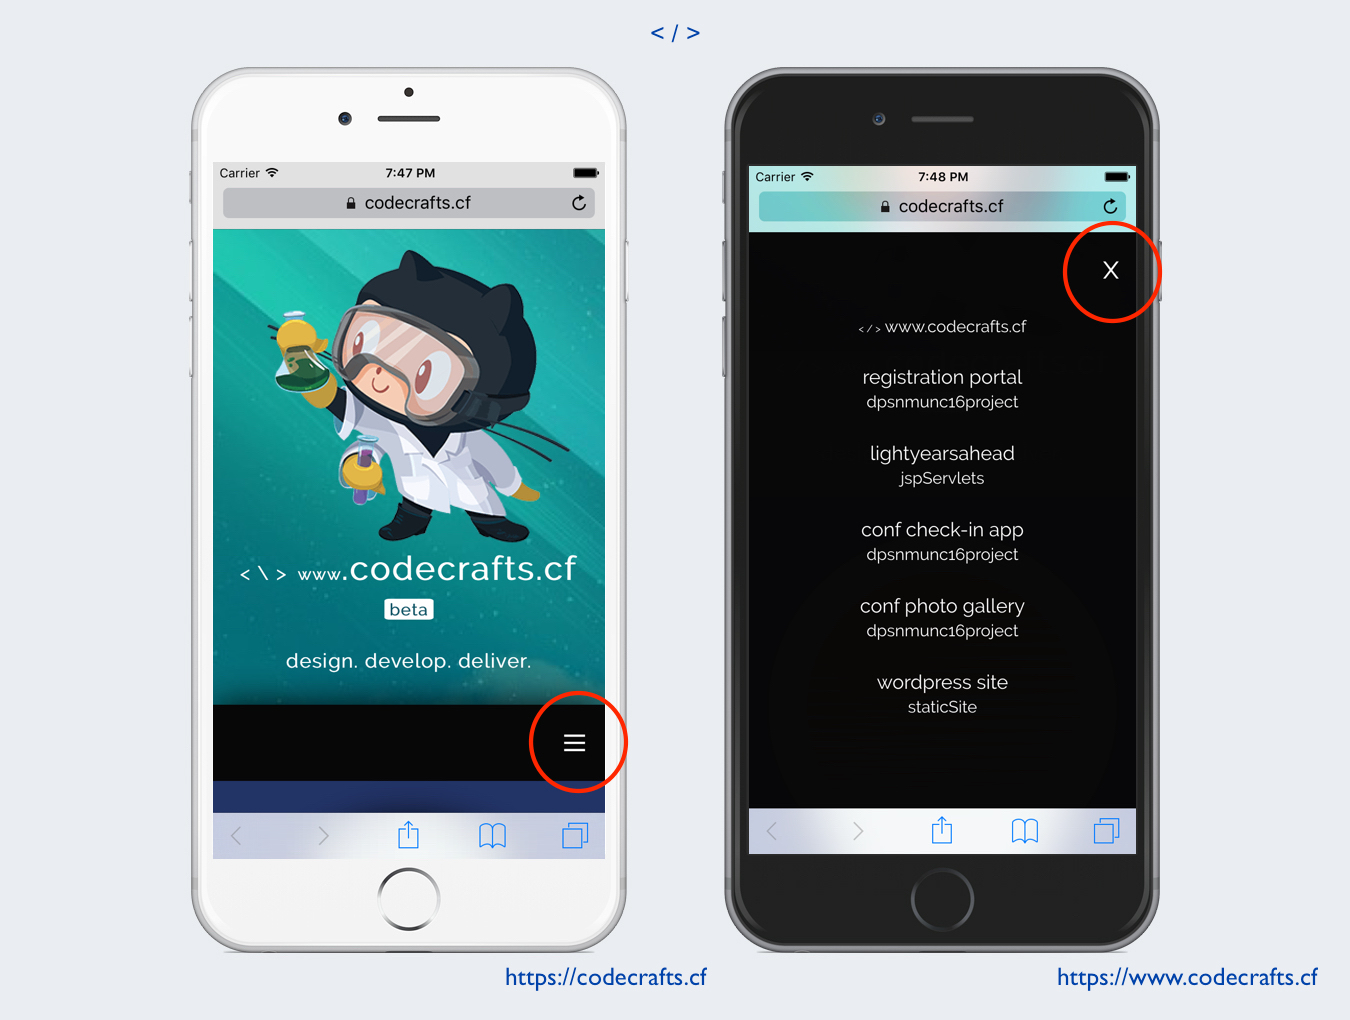 < / >
Carrier 7:47 PM
codecrafts.cf
< \ > www.codecrafts.cf
beta
design. develop. deliver.
https://codecrafts.cf
Carrier 7:48 PM
codecrafts.cf
X
< / > www.codecrafts.cf
registration portal
dpsnmunc16project
lightyearsahead
jspServlets
conf check-in app
dpsnmunc16project
conf photo gallery
dpsnmunc16project
wordpress site
staticSite
https://www.codecrafts.cf